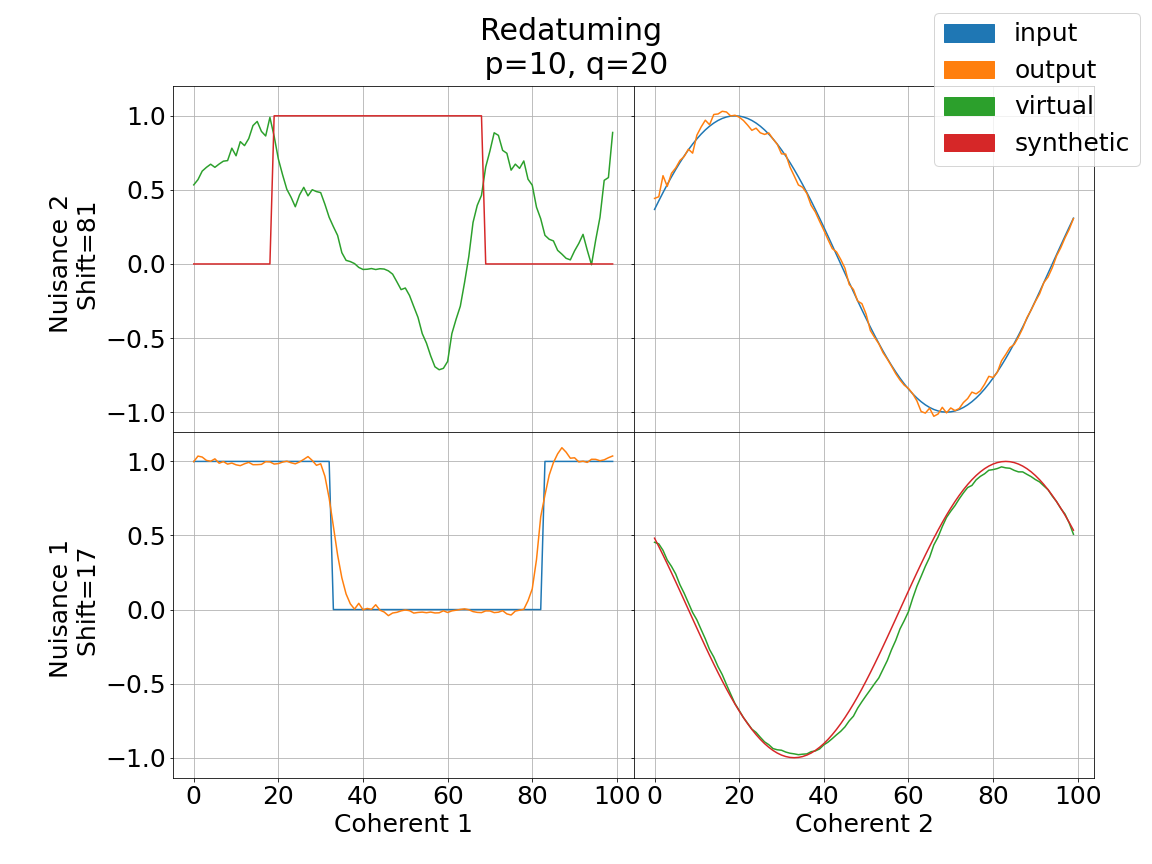 Redatuming
p=10, q=20
input
output
virtual
synthetic
Nuisance 2
Shift=81
1.0
0.5
0.0
−0.5
−1.0
Nuisance 1
Shift=17
1.0
0.5
0.0
−0.5
−1.0
0 20 40 60 80 100
0 20 40 60 80 100
Coherent 1
Coherent 2